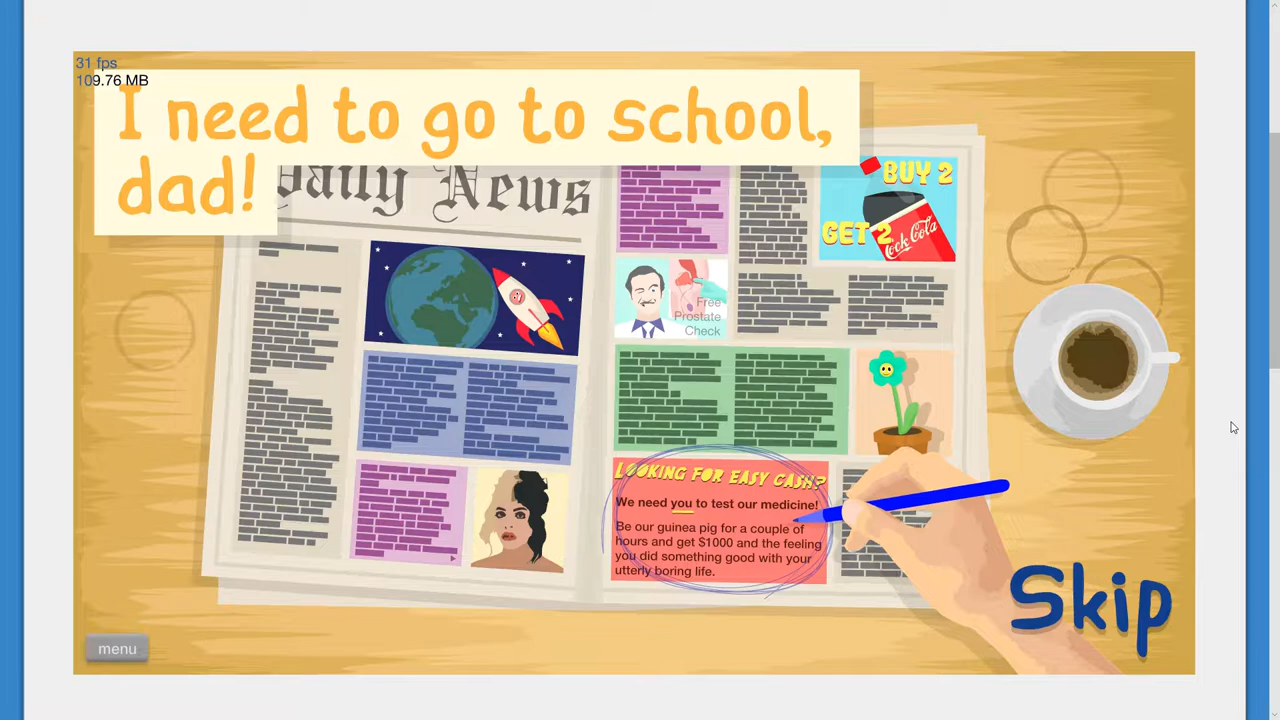 31 fps
109.76 MB
I need to go to school,
dad!
Daily News
BUY 2
GET 2
Cock Cola
Free
Prostate
Check
LOOKING FOR EASY CASH?
We need you to test our medicine!
Be our guinea pig for a couple of
hours and get $1000 and the feeling
you did something good with your
utterly boring life.
Skip
menu